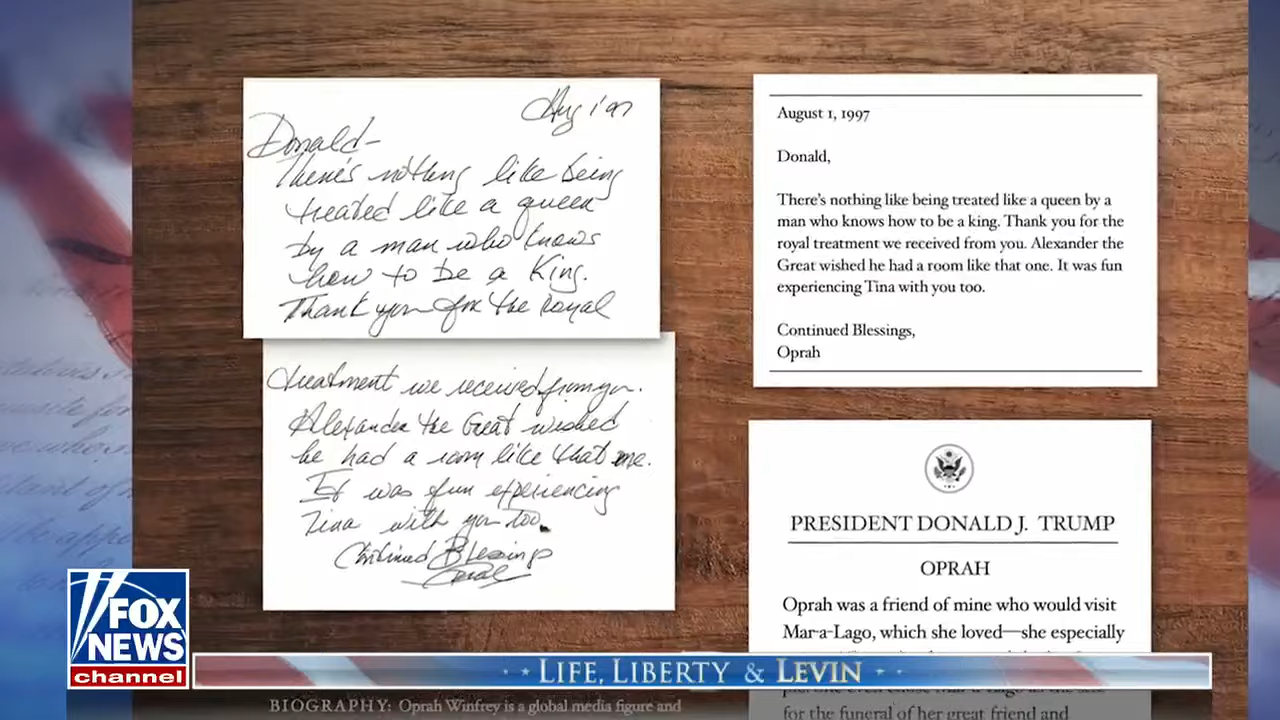 Aug 1 97
Donald-
There's nothing like being
treated like a queen
by a man who knows
how to be a King.
Thank you for the royal
treatment we received from you.
Alexander the Great wished
he had a room like that one.
It was fun experiencing
Tina with you too.
Continued Blessings
Oprah
August 1, 1997
Donald,
There's nothing like being treated like a queen by a
man who knows how to be a king. Thank you for the
royal treatment we received from you. Alexander the
Great wished he had a room like that one. It was fun
experiencing Tina with you too.
Continued Blessings,
Oprah
PRESIDENT DONALD J. TRUMP
OPRAH
Oprah was a friend of mine who would visit
Mar-a-Lago, which she loved—she especially
for the funeral of her great friend and
BIOGRAPHY: Oprah Winfrey is a global media figure and
FOX
NEWS
channel
LIFE, LIBERTY & LEVIN